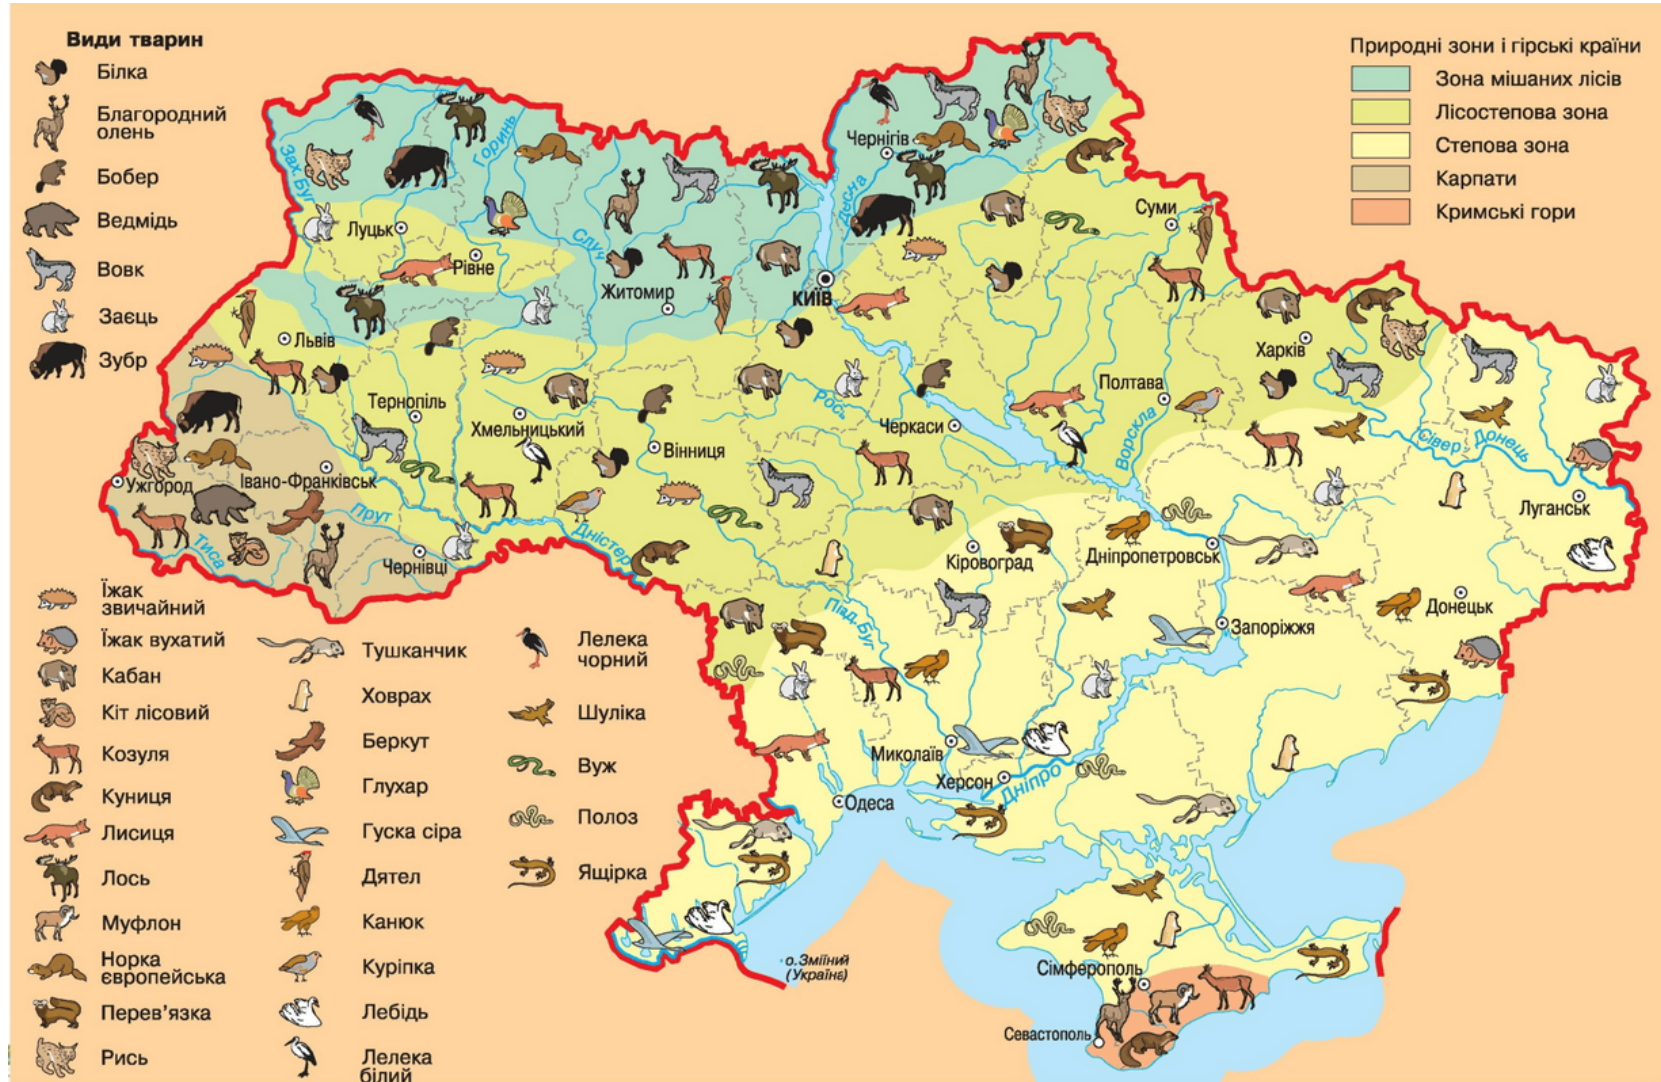 Види тварин
Білка
Благородний
олень
Бобер
Ведмідь
Вовк
Заєць
Зубр
Їжак
звичайний
Їжак вухатий
Кабан
Кіт лісовий
Козуля
Куниця
Лисиця
Лось
Муфлон
Норка
європейська
Перев’язка
Рись
Тушканчик
Ховрах
Беркут
Глухар
Гуска сіра
Дятел
Канюк
Куріпка
Лебідь
Лелека
білий
Лелека
чорний
Шуліка
Вуж
Полоз
Ящірка
Природні зони і гірські країни
Зона мішаних лісів
Лісостепова зона
Степова зона
Карпати
Кримські гори
Зах. Буг
Горинь
Случ
Десна
Чернігів
Суми
Луцьк
Рівне
Житомир
КИЇВ
Львів
Тернопіль
Хмельницький
Вінниця
Рось
Черкаси
Полтава
Ворскла
Харків
Сівер. Донець
Луганськ
Ужгород
Івано-Франківськ
Прут
Тиса
Чернівці
Дністер
Кіровоград
Дніпропетровськ
Півд. Буг
Запоріжжя
Донецьк
Миколаїв
Херсон
Дніпро
Одеса
о. Зміїний
(Україна)
Сімферополь
Севастополь